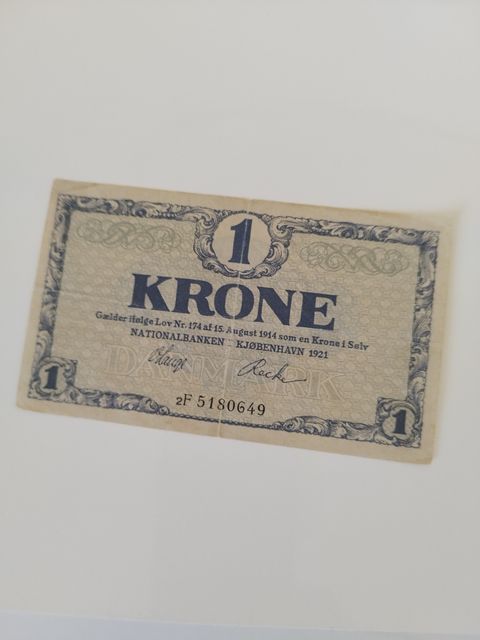 1
KRONE
Gælder ifølge Lov Nr. 174 af 15. August 1914 som en Krone i Sølv
NATIONALBANKEN KJØBENHAVN 1921
DANMARK
1
1
2F 5180649